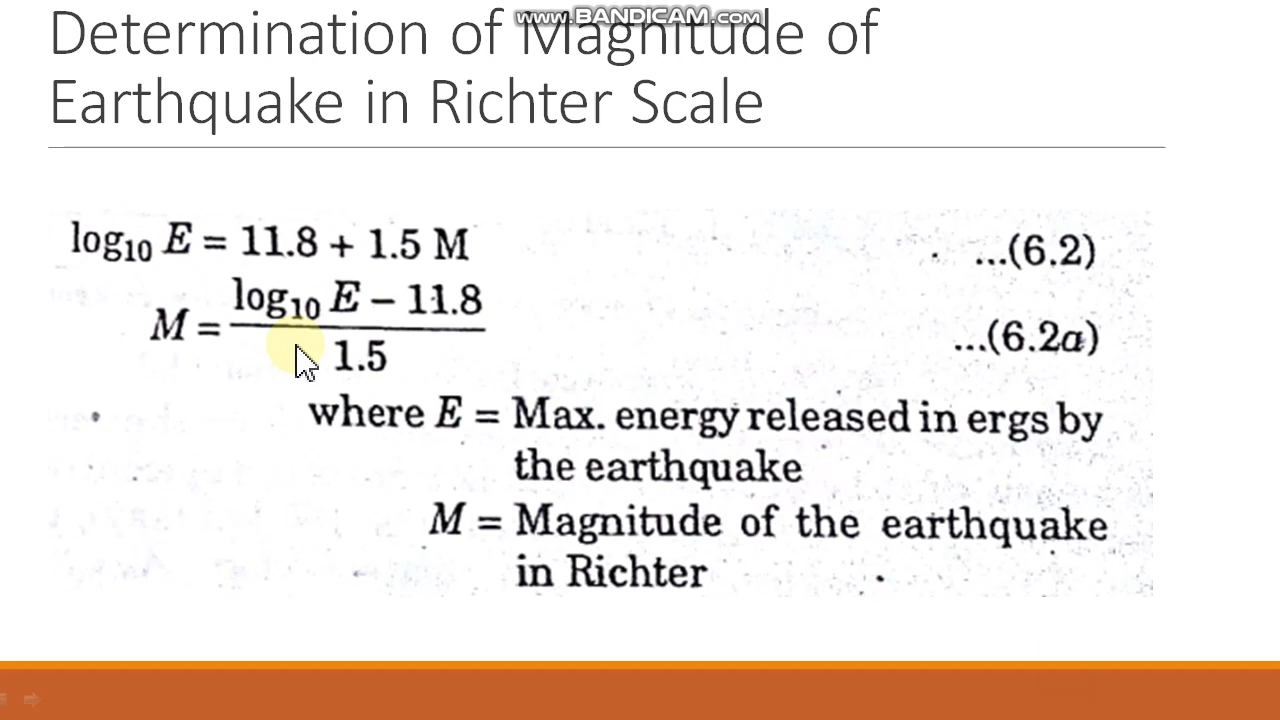 www.BANDICAM.com
Determination of Magnitude of
Earthquake in Richter Scale
log₁₀ E = 11.8 + 1.5 M ...(6.2)
M = (log₁₀ E – 11.8) / 1.5 ...(6.2a)
where E = Max. energy released in ergs by
the earthquake
M = Magnitude of the earthquake
in Richter